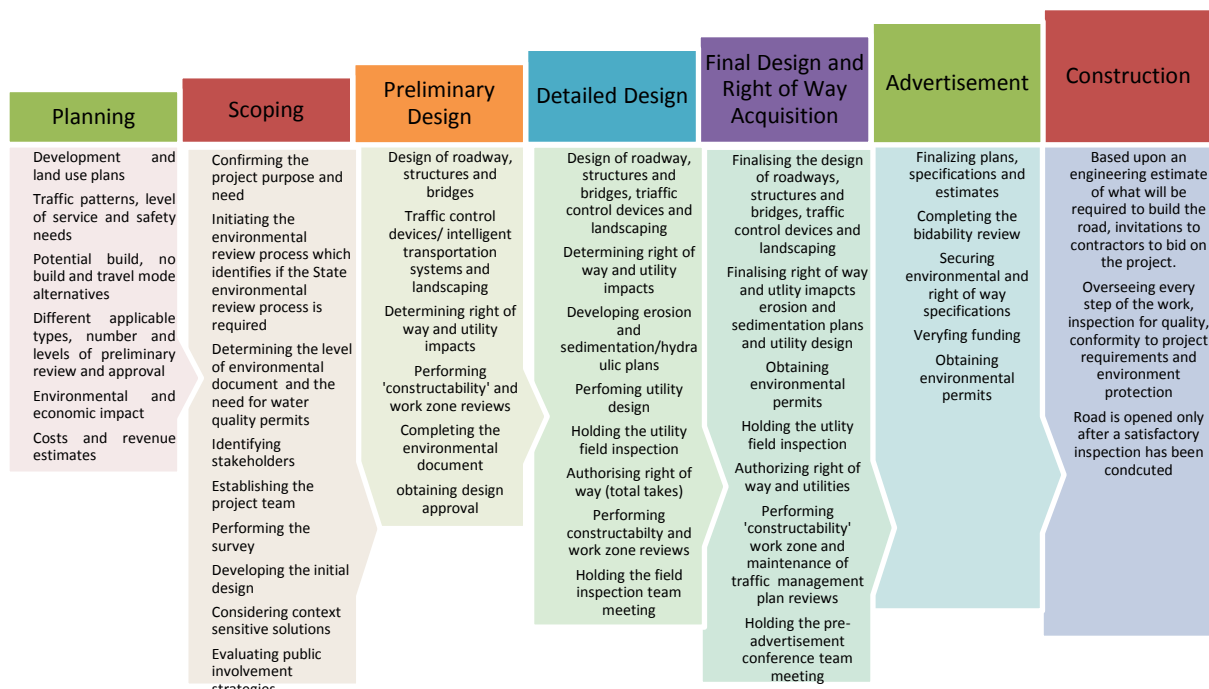 Planning
Development and
land use plans
Traffic patterns, level
of service and safety
needs
Potential build, no
build and travel mode
alternatives
Different applicable
types, number and
levels of preliminary
review and approval
Environmental and
economic impact
Costs and revenue
estimates
Scoping
Confirming the
project purpose and
need
Initiating the
environmental
review process which
identifies if the State
environmental
review process is
required
Determining the level
of environmental
document and the
need for water
quality permits
Identifying
stakeholders
Establishing the
project team
Performing the
survey
Developing the initial
design
Considering context
sensitive solutions
Evaluating public
involvement
strategies
Preliminary
Design
Design of roadway,
structures and
bridges
Traffic control
devices/ intelligent
transportation
systems and
landscaping
Determining right of
way and utility
impacts
Performing
'constructability' and
work zone reviews
Completing the
environmental
document
obtaining design
approval
Detailed Design
Design of roadway,
structures and
bridges, triaffic
control devices and
landscaping
Determining right of
way and utility
impacts
Developing erosion
and
sedimentation/hydra
ulic plans
Perfoming utility
design
Holding the utility
field inspection
Authorising right of
way (total takes)
Performing
constructabilty and
work zone reviews
Holding the field
inspection team
meeting
Final Design and
Right of Way
Acquisition
Finalising the design
of roadways,
structures and
bridges, traffic
control devices and
landscaping
Finalising right of way
and utlity imapcts
erosion and
sedimentation plans
and utility design
Obtaining
environmental
permits
Holding the utlity
field inspection
Authorizing right of
way and utilities
Performing
'constructability'
work zone and
maintenance of
traffic management
plan reviews
Holding the pre-
advertisement
conference team
meeting
Advertisement
Finalizing plans,
specifications and
estimates
Completing the
bidability review
Securing
environmental and
right of way
specifications
Veryfing funding
Obtaining
environmental
permits
Construction
Based upon an
engineering estimate
of what will be
required to build the
road, invitations to
contractors to bid on
the project.
Overseeing every
step of the work,
inspection for quality,
conformity to project
requirements and
environment
protection
Road is opened only
after a satisfactory
inspection has been
condcuted